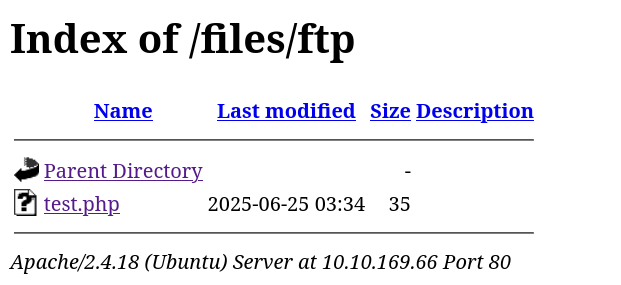 Index of /files/ftp
Name Last modified Size Description
Parent Directory -
test.php 2025-06-25 03:34 35
Apache/2.4.18 (Ubuntu) Server at 10.10.169.66 Port 80